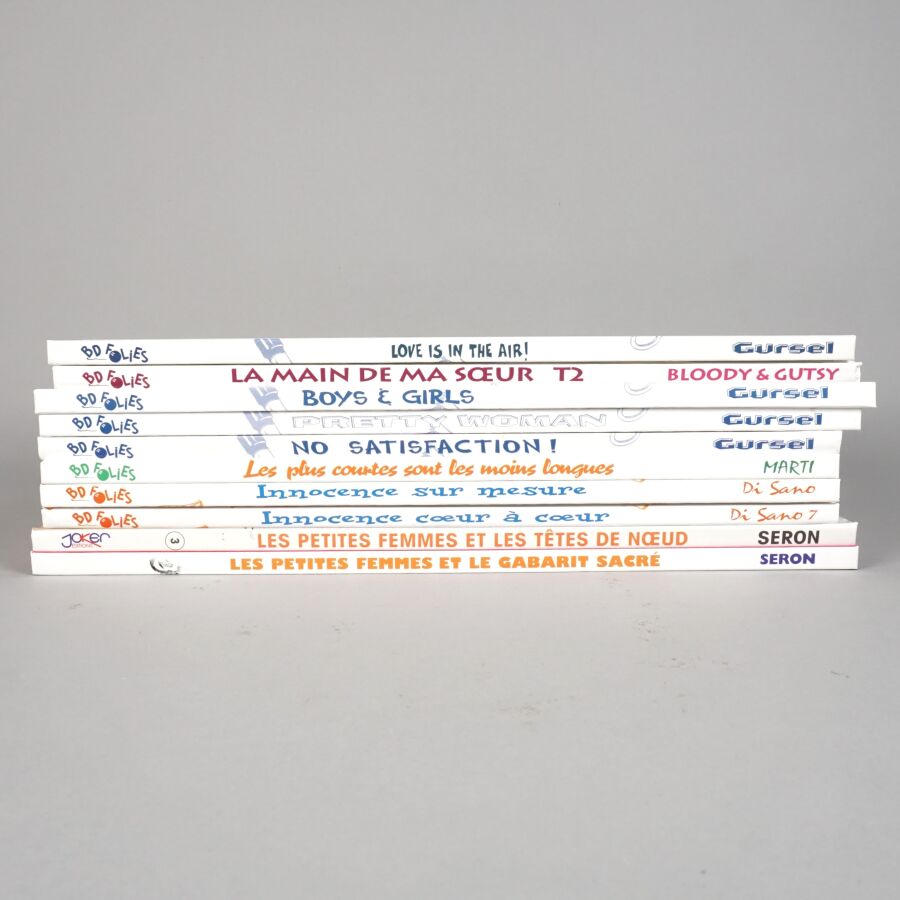 BD FOLiES LOVE IS IN THE AIR! Gursel
BD FOLiES LA MAIN DE MA SŒUR T2 BLOODY & GUTSY
BD FOLiES BOYS & GIRLS Gursel
BD FOLiES PRETTY WOMAN Gursel
BD FOLiES NO SATISFACTION! Gursel
BD FOLiES Les plus courtes sont les moins longues MARTI
BD FOLiES Innocence sur mesure Di Sano
BD FOLiES Innocence cœur à cœur Di Sano 7
JOKER EDITIONS 3 LES PETITES FEMMES ET LES TÊTES DE NŒUD SERON
LES PETITES FEMMES ET LE GABARIT SACRÉ SERON